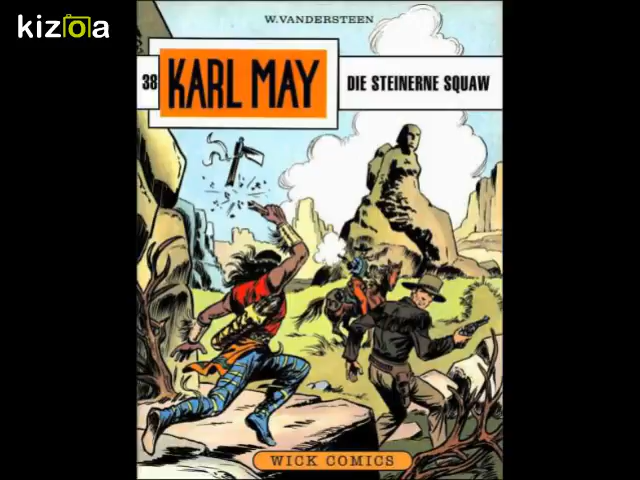 kizoa
W.VANDERSTEEN
38
KARL MAY
DIE STEINERNE SQUAW
WICK COMICS